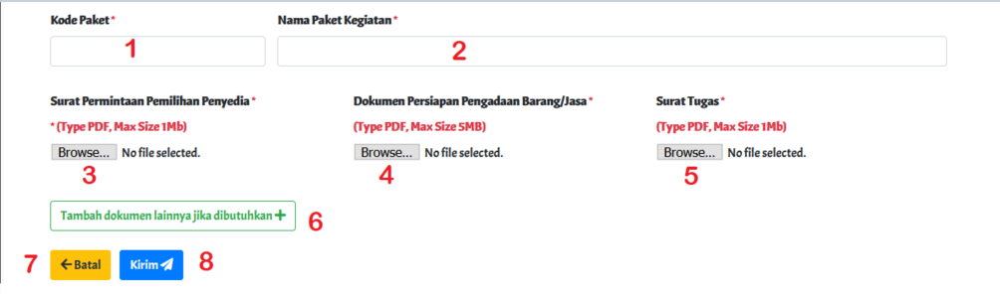 Kode Paket * Nama Paket Kegiatan *
1 2
Surat Permintaan Pemilihan Penyedia * Dokumen Persiapan Pengadaan Barang/Jasa * Surat Tugas *
* (Type PDF, Max Size 1Mb) (Type PDF, Max Size 5MB) (Type PDF, Max Size 1Mb)
Browse... No file selected. Browse... No file selected. Browse... No file selected.
3 4 5
Tambah dokumen lainnya jika dibutuhkan + 6
7 ← Batal Kirim 8